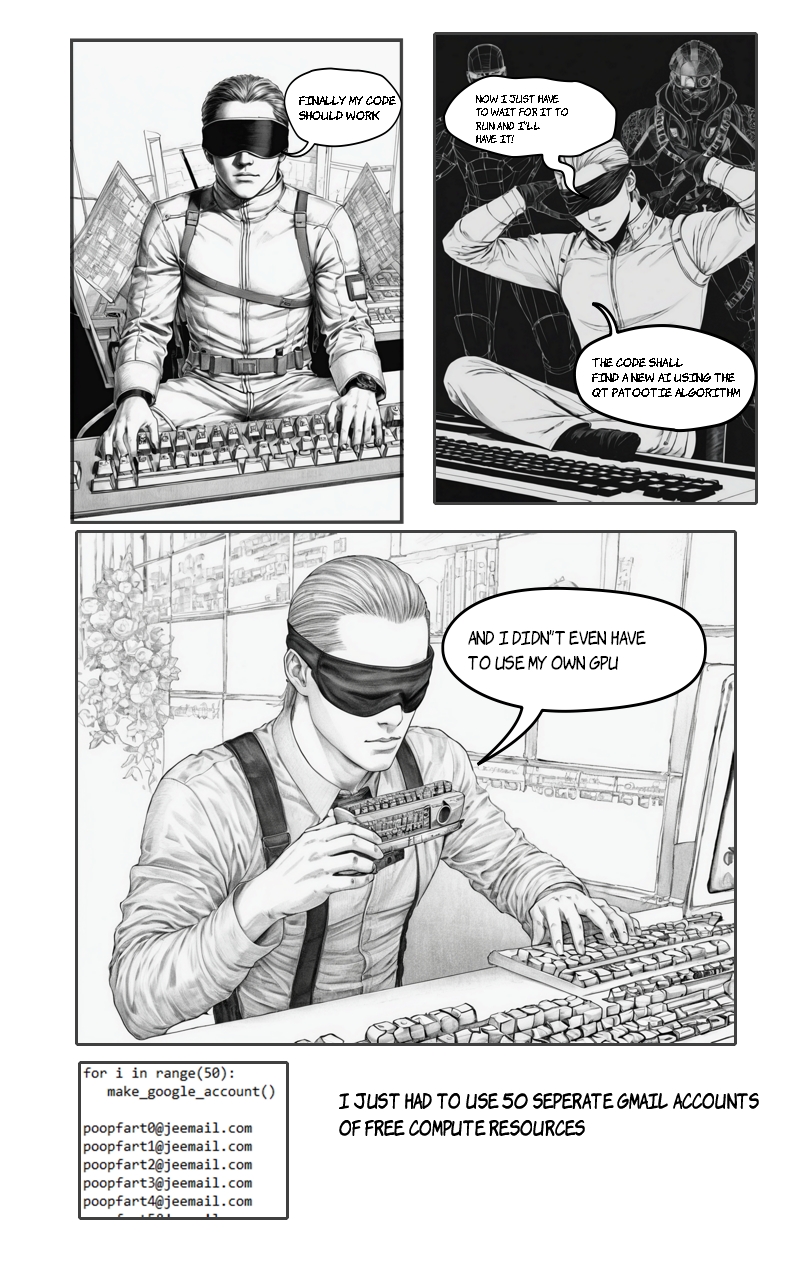 FINALLY MY CODE
SHOULD WORK
NOW I JUST HAVE
TO WAIT FOR IT TO
RUN AND I"LL
HAVE IT!
THE CODE SHALL
FIND A NEW AI USING THE
QT PATOOTIE ALGORITHM
AND I DIDN"T EVEN HAVE
TO USE MY OWN GPU
for i in range(50):
make_google_account()
poopfart0@jeemail.com
poopfart1@jeemail.com
poopfart2@jeemail.com
poopfart3@jeemail.com
poopfart4@jeemail.com
I JUST HAD TO USE 50 SEPERATE GMAIL ACCOUNTS
OF FREE COMPUTE RESOURCES